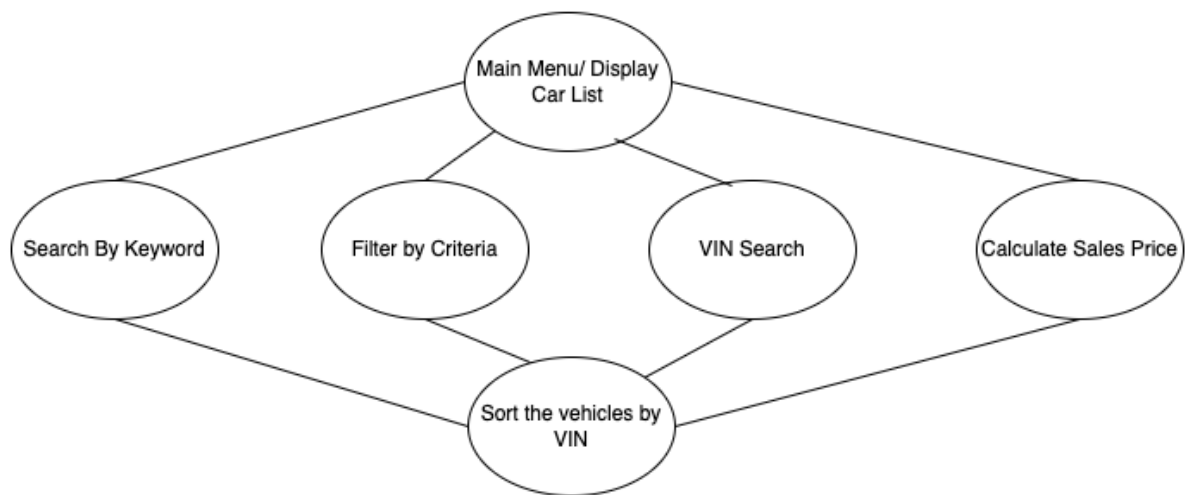 Main Menu/ Display
Car List
Search By Keyword
Filter by Criteria
VIN Search
Calculate Sales Price
Sort the vehicles by
VIN